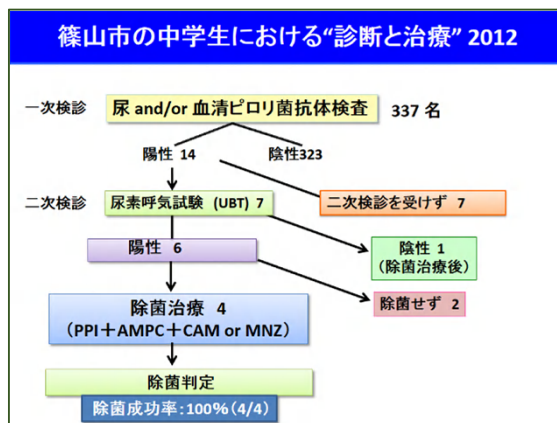 篠山市の中学生における“診断と治療” 2012
一次検診 尿 and/or 血清ピロリ菌抗体検査 337 名
陽性 14 陰性323
二次検診 尿素呼気試験 (UBT) 7 二次検診を受けず 7
陽性 6 陰性 1
(除菌治療後)
除菌治療 4 除菌せず 2
(PPI+AMPC+CAM or MNZ)
除菌判定
除菌成功率:100%(4/4)